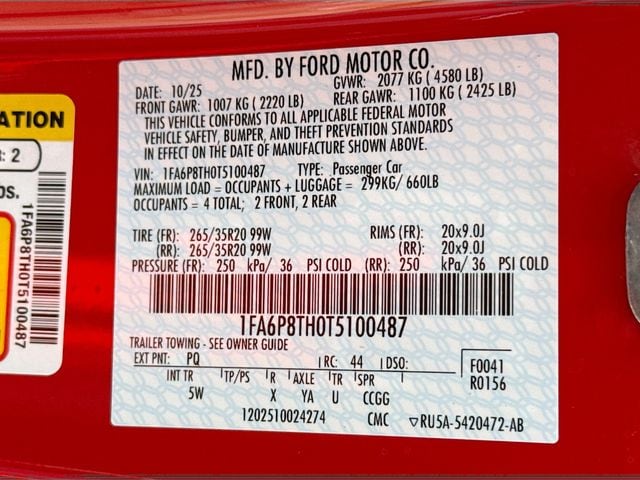 MFD. BY FORD MOTOR CO.
DATE: 10/25 GVWR: 2077 KG ( 4580 LB)
FRONT GAWR: 1007 KG ( 2220 LB) REAR GAWR: 1100 KG ( 2425 LB)
THIS VEHICLE CONFORMS TO ALL APPLICABLE FEDERAL MOTOR
VEHICLE SAFETY, BUMPER, AND THEFT PREVENTION STANDARDS
IN EFFECT ON THE DATE OF MANUFACTURE SHOWN ABOVE.
VIN: 1FA6P8TH0T5100487 TYPE: Passenger Car
MAXIMUM LOAD = OCCUPANTS + LUGGAGE = 299KG/ 660LB
OCCUPANTS = 4 TOTAL; 2 FRONT, 2 REAR
TIRE (FR): 265/35R20 99W RIMS (FR): 20x9.0J
(RR): 265/35R20 99W (RR): 20x9.0J
PRESSURE (FR): 250 kPa/ 36 PSI COLD (RR): 250 kPa/ 36 PSI COLD
1FA6P8TH0T5100487
TRAILER TOWING - SEE OWNER GUIDE
EXT PNT: PQ RC: 44 DSO: F0041
R0156
INT TR TP/PS R AXLE TR SPR
5W X YA U CCGG
1202510024274 CMC ▽RU5A-5420472-AB
ATION
R: 2
bs.
1FA6P8TH0T5100487